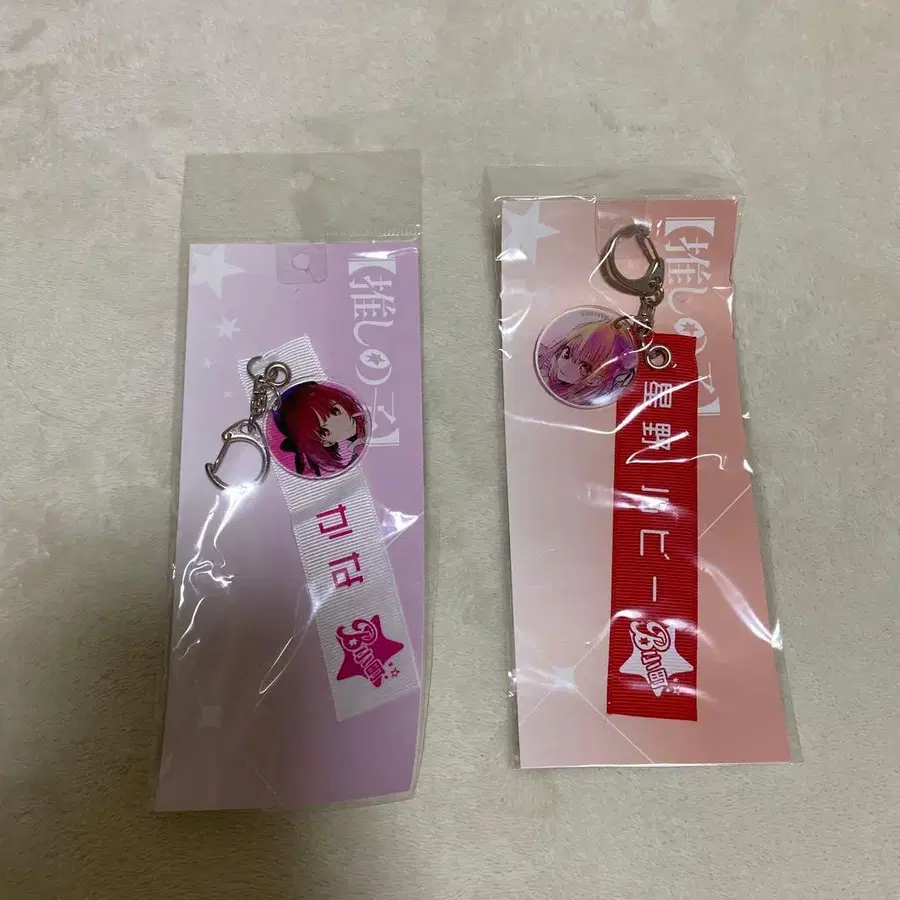 【推しの子】
かな
B小町
【推しの子】
星野 ルビー
B小町